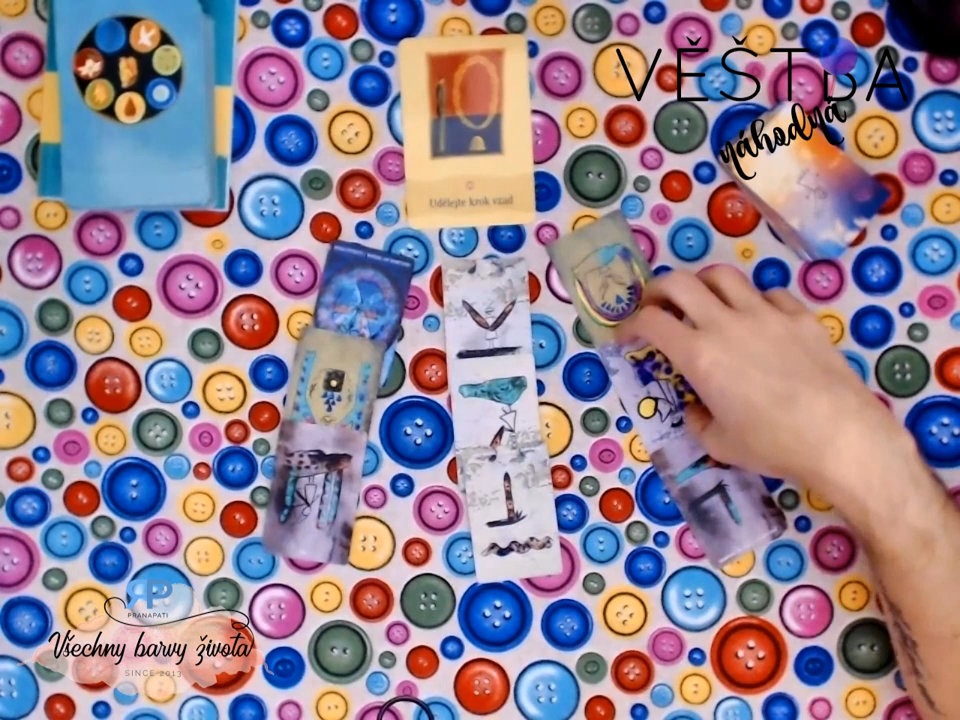 VĚŠTBA
náhodná
Udělejte krok vzad
PRANAPATI
Všechny barvy života
SINCE 2013